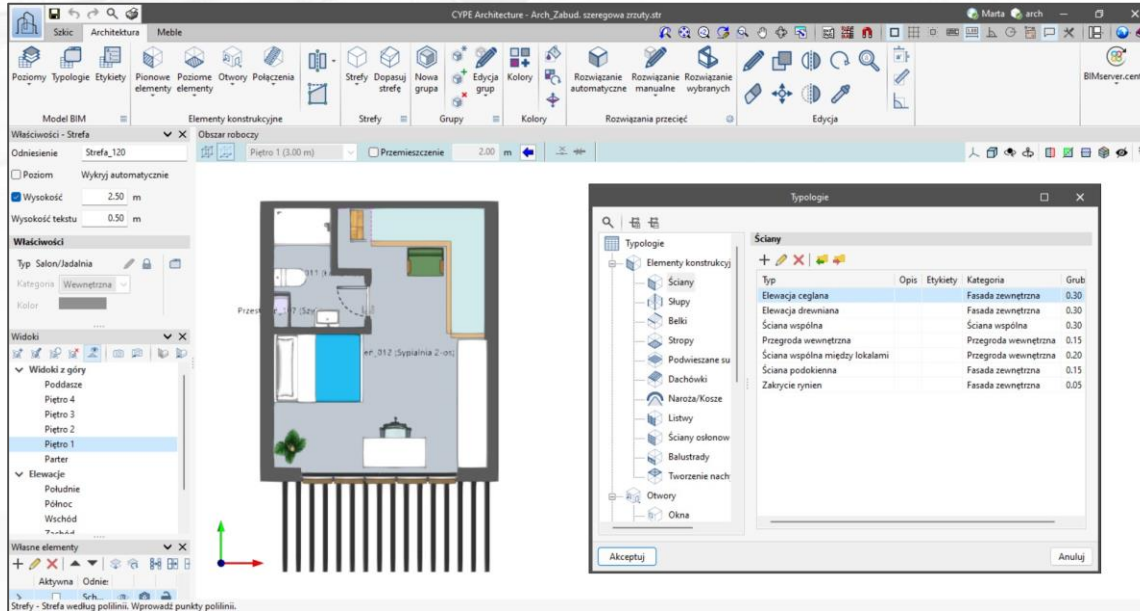 CYPE Architecture - Arch_Zabud. szeregowa zrzuty.str
Marta arch
Szkic Architektura Meble
Poziomy Typologie Etykiety Pionowe elementy Poziome elementy Otwory Połączenia Strefy Dopasuj strefę Nowa grupa Edycja grup Kolory Rozwiązanie automatyczne Rozwiązanie manualne Rozwiązanie wybranych BIMserver.cent
Model BIM Elementy konstrukcyjne Strefy Grupy Kolory Rozwiązania przecięć Edycja
Właściwości - Strefa Obszar roboczy
Odniesienie Strefa_120 Piętro 1 (3.00 m) Przemieszczenie 2.00 m
Poziom Wykryj automatycznie
Wysokość 2.50 m
Wysokość tekstu 0.50 m
Właściwości
Typ Salon/Jadalnia
Kategoria Wewnętrzna
Kolor
Widoki
Widoki z góry
Poddasze
Piętro 4
Piętro 3
Piętro 2
Piętro 1
Parter
Elewacje
Południe
Północ
Wschód
Zachód
Własne elementy
Aktywna Odnie:
Sch...
Strefy - Strefa według polilinii. Wprowadź punkty polilinii.
Typologie
Typologie
Elementy konstrukcyj
Ściany
Słupy
Belki
Stropy
Podwieszane su
Dachówki
Naroża/Kosze
Listwy
Ściany osłonow
Balustrady
Tworzenie nach
Otwory
Okna
Ściany
Typ Opis Etykiety Kategoria Grub
Elewacja ceglana Fasada zewnętrzna 0.30
Elewacja drewniana Fasada zewnętrzna 0.30
Ściana wspólna Ściana wspólna 0.30
Przegroda wewnętrzna Przegroda wewnętrzna 0.15
Ściana wspólna między lokalami Przegroda wewnętrzna 0.20
Ściana podokienna Fasada zewnętrzna 0.15
Zakrycie rynien Fasada zewnętrzna 0.05
Akceptuj Anuluj